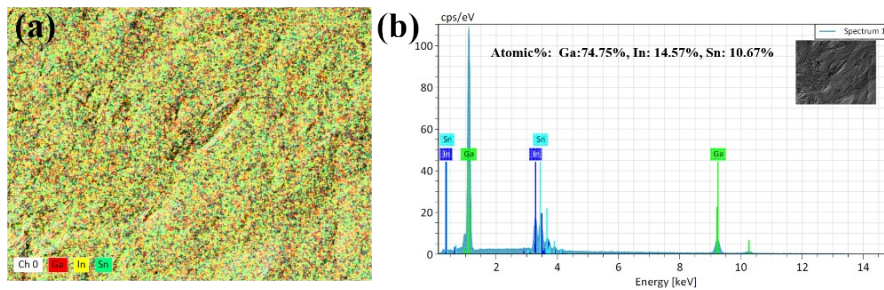 (a)
Ch 0 Ga In Sn
(b)
cps/eV
Spectrum 1
Atomic%: Ga:74.75%, In: 14.57%, Sn: 10.67%
100
80
60
40
20
0
Sn Sn
In Ga In Ga
2 4 6 8 10 12 14
Energy [keV]